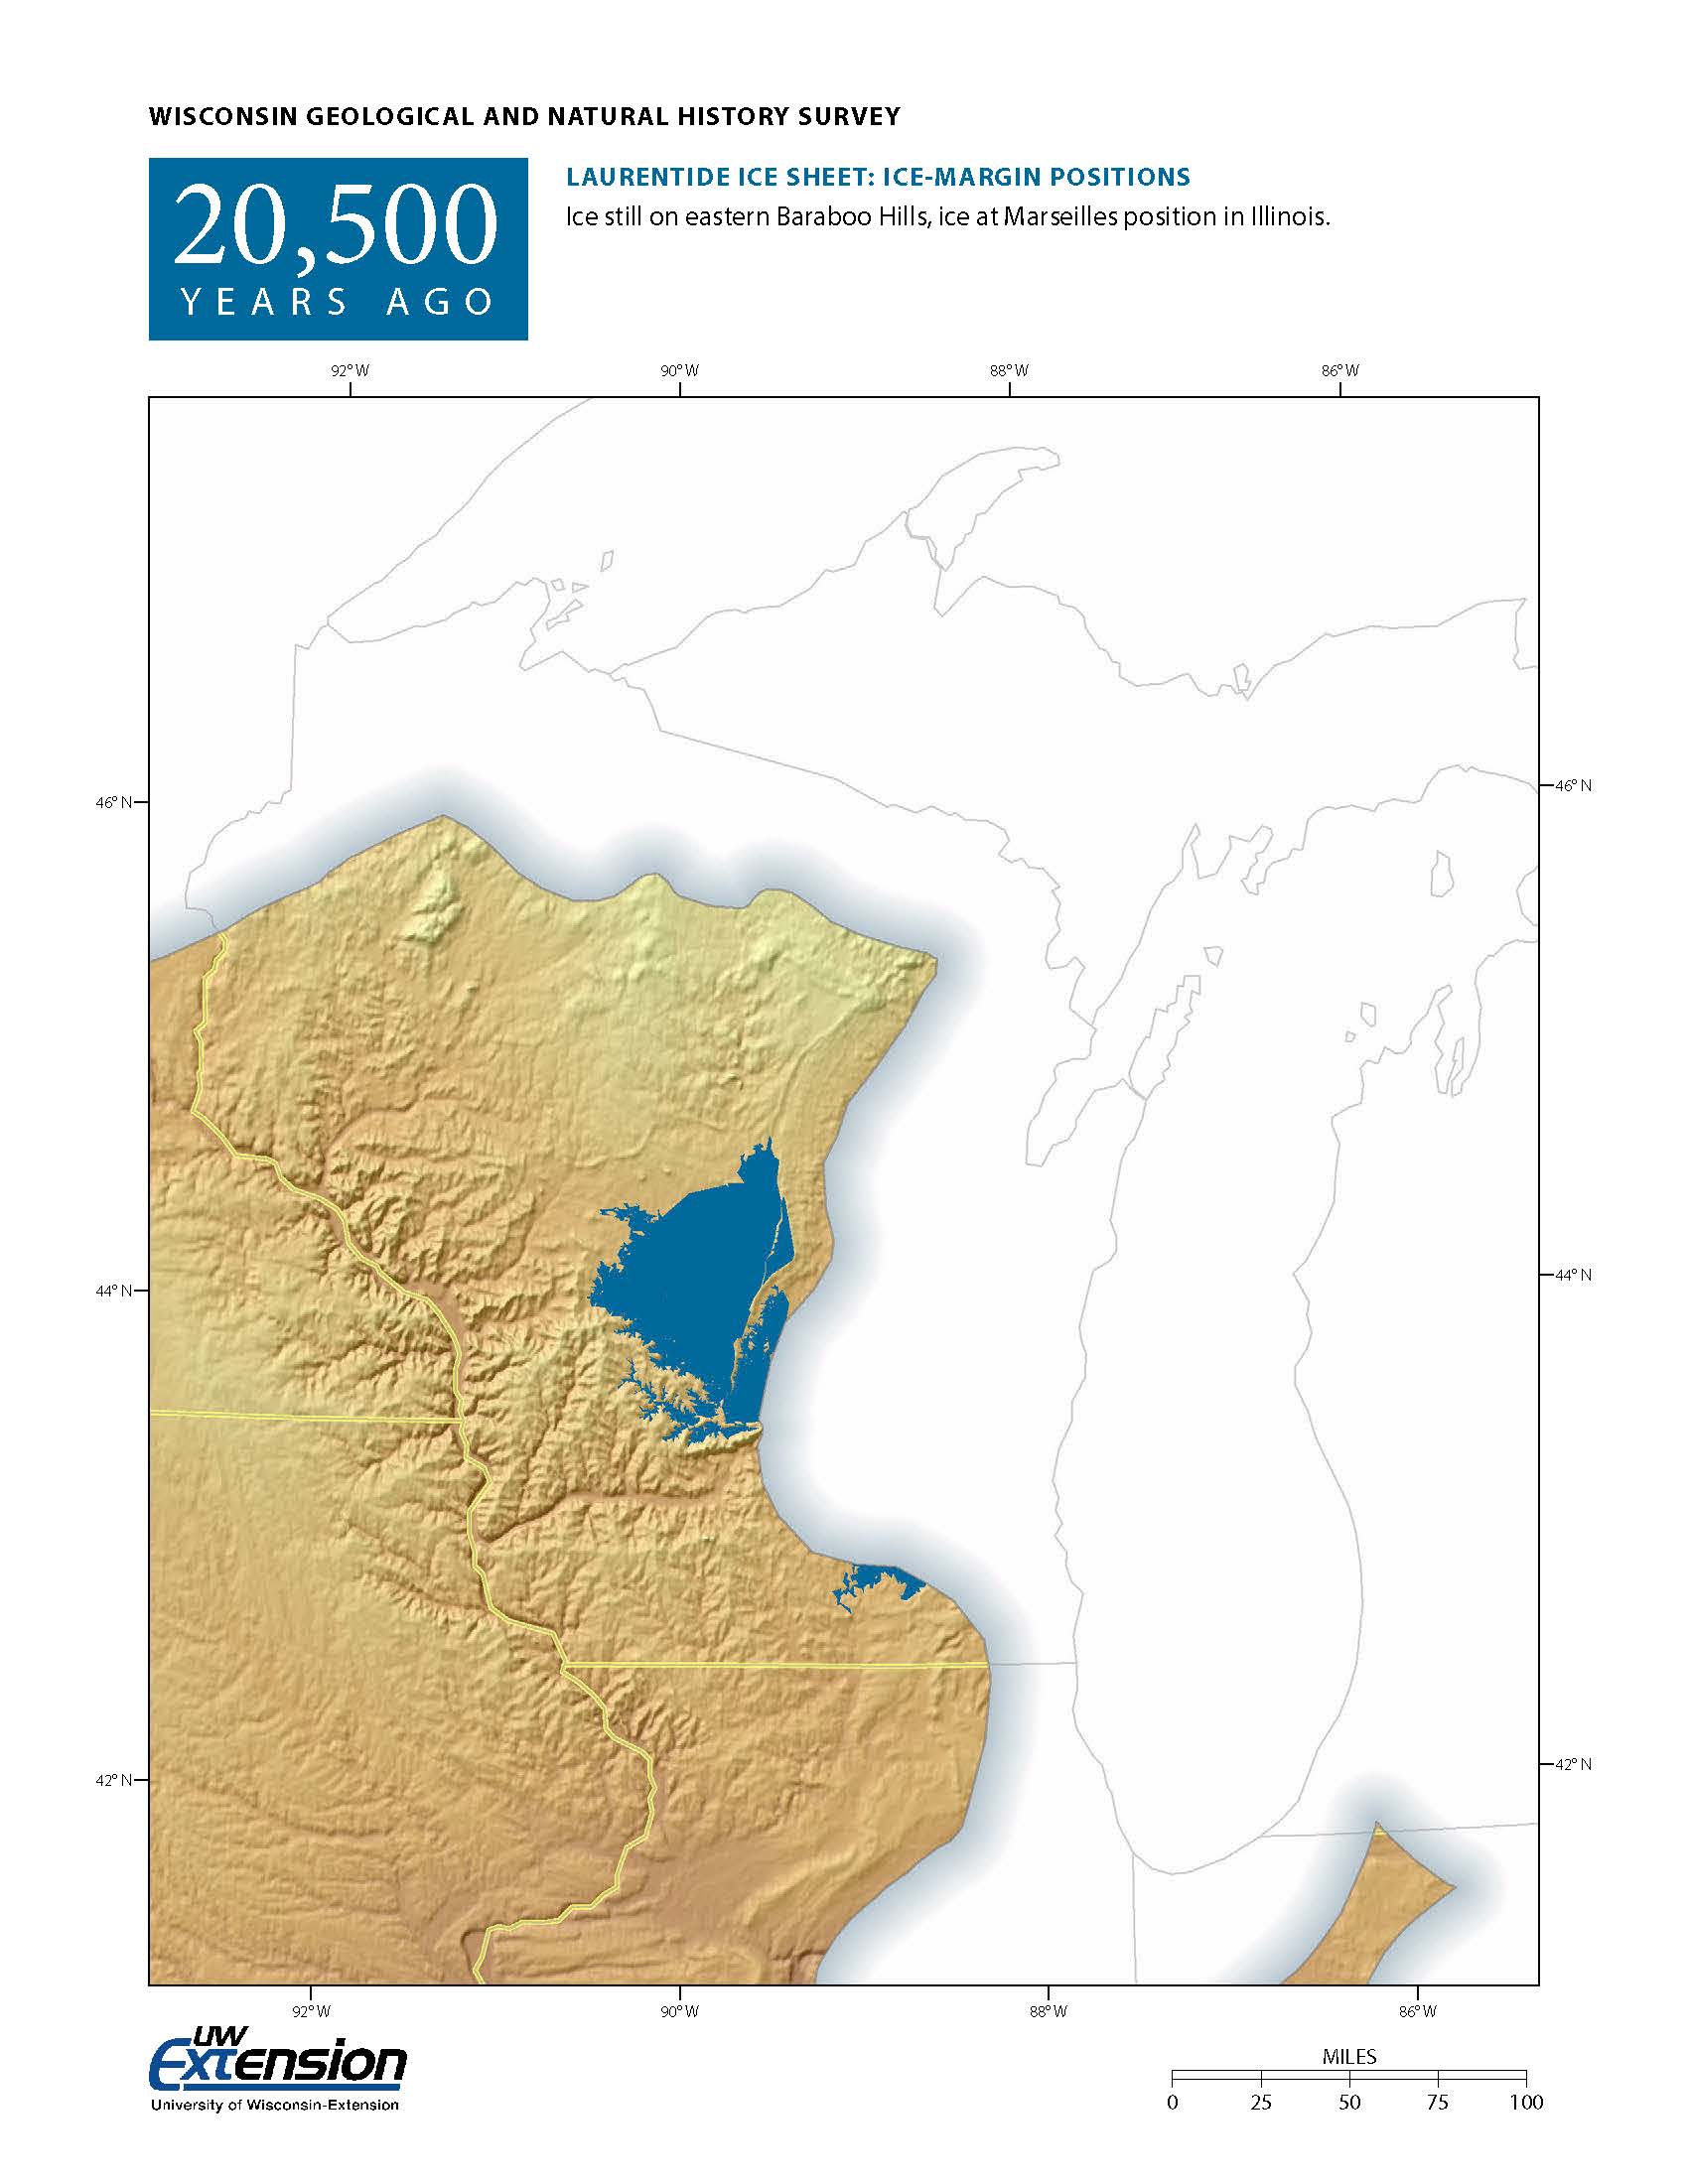 WISCONSIN GEOLOGICAL AND NATURAL HISTORY SURVEY
20,500
YEARS AGO
LAURENTIDE ICE SHEET: ICE-MARGIN POSITIONS
Ice still on eastern Baraboo Hills, ice at Marseilles position in Illinois.
92°W 90°W 88°W 86°W
46°N 46°N
44°N 44°N
42°N 42°N
92°W 90°W 88°W 86°W
UW
Extension
University of Wisconsin-Extension
MILES
0 25 50 75 100